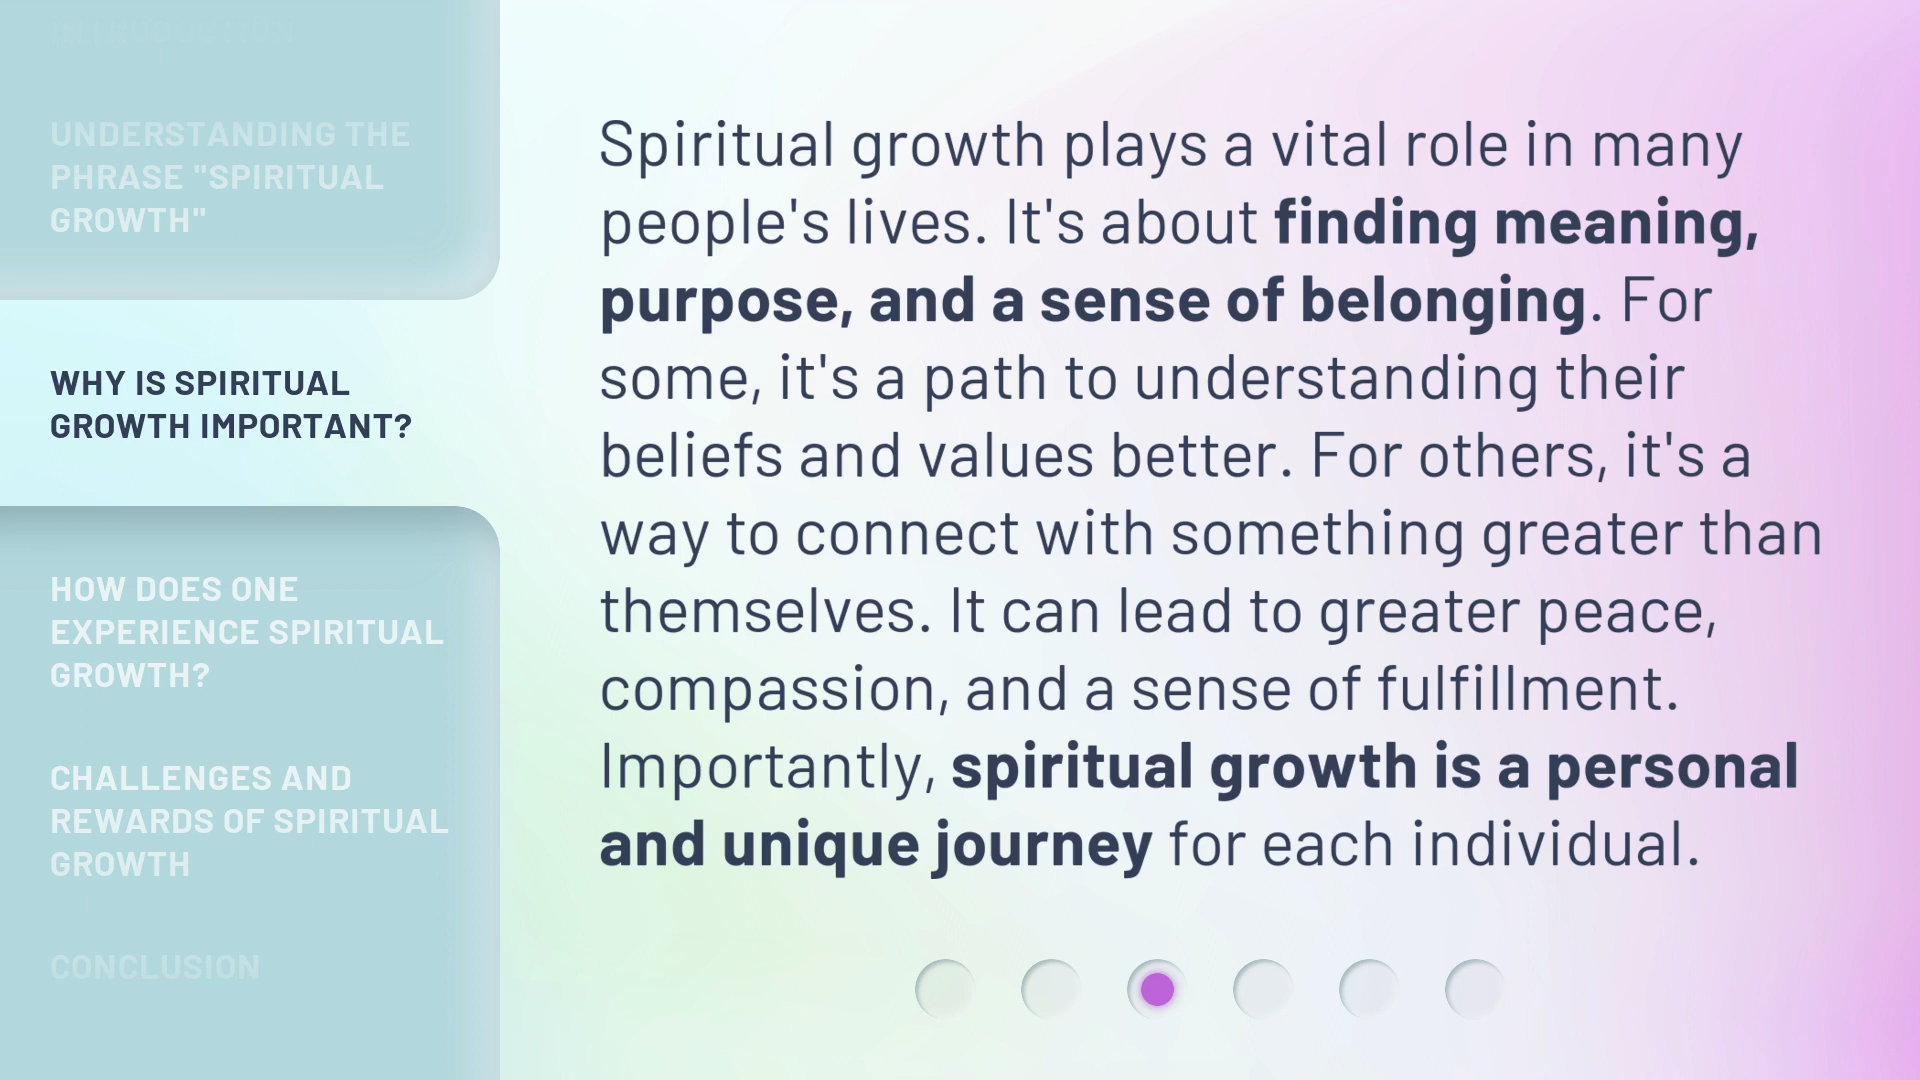 INTRODUCTION
UNDERSTANDING THE
PHRASE "SPIRITUAL
GROWTH"
WHY IS SPIRITUAL
GROWTH IMPORTANT?
HOW DOES ONE
EXPERIENCE SPIRITUAL
GROWTH?
CHALLENGES AND
REWARDS OF SPIRITUAL
GROWTH
CONCLUSION
Spiritual growth plays a vital role in many
people's lives. It's about finding meaning,
purpose, and a sense of belonging. For
some, it's a path to understanding their
beliefs and values better. For others, it's a
way to connect with something greater than
themselves. It can lead to greater peace,
compassion, and a sense of fulfillment.
Importantly, spiritual growth is a personal
and unique journey for each individual.